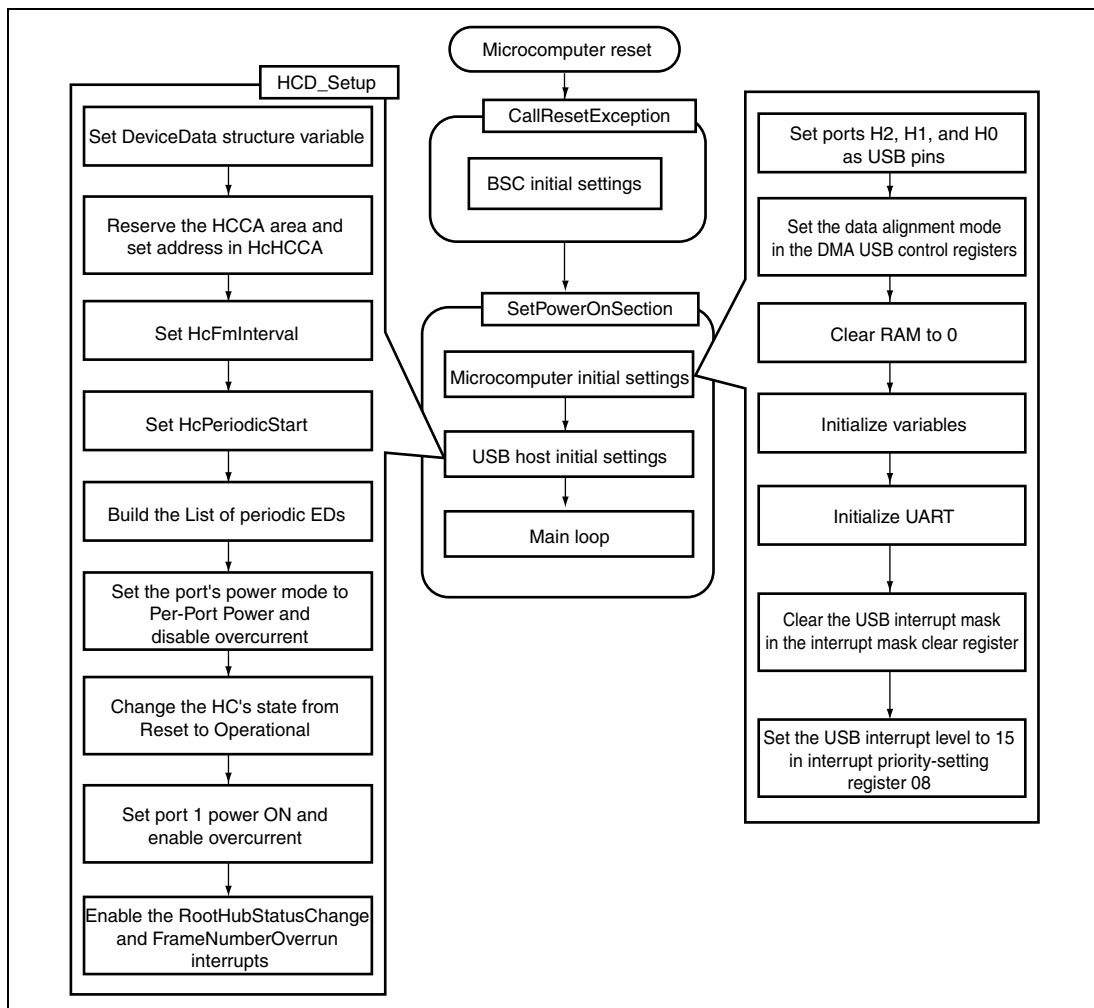 Microcomputer reset
CallResetException
BSC initial settings
SetPowerOnSection
Microcomputer initial settings
USB host initial settings
Main loop
HCD_Setup
Set DeviceData structure variable
Reserve the HCCA area and
set address in HcHCCA
Set HcFmInterval
Set HcPeriodicStart
Build the List of periodic EDs
Set the port's power mode to
Per-Port Power and
disable overcurrent
Change the HC's state from
Reset to Operational
Set port 1 power ON and
enable overcurrent
Enable the RootHubStatusChange
and FrameNumberOverrun
interrupts
Set ports H2, H1, and H0
as USB pins
Set the data alignment mode
in the DMA USB control registers
Clear RAM to 0
Initialize variables
Initialize UART
Clear the USB interrupt mask
in the interrupt mask clear register
Set the USB interrupt level to 15
in interrupt priority-setting
register 08